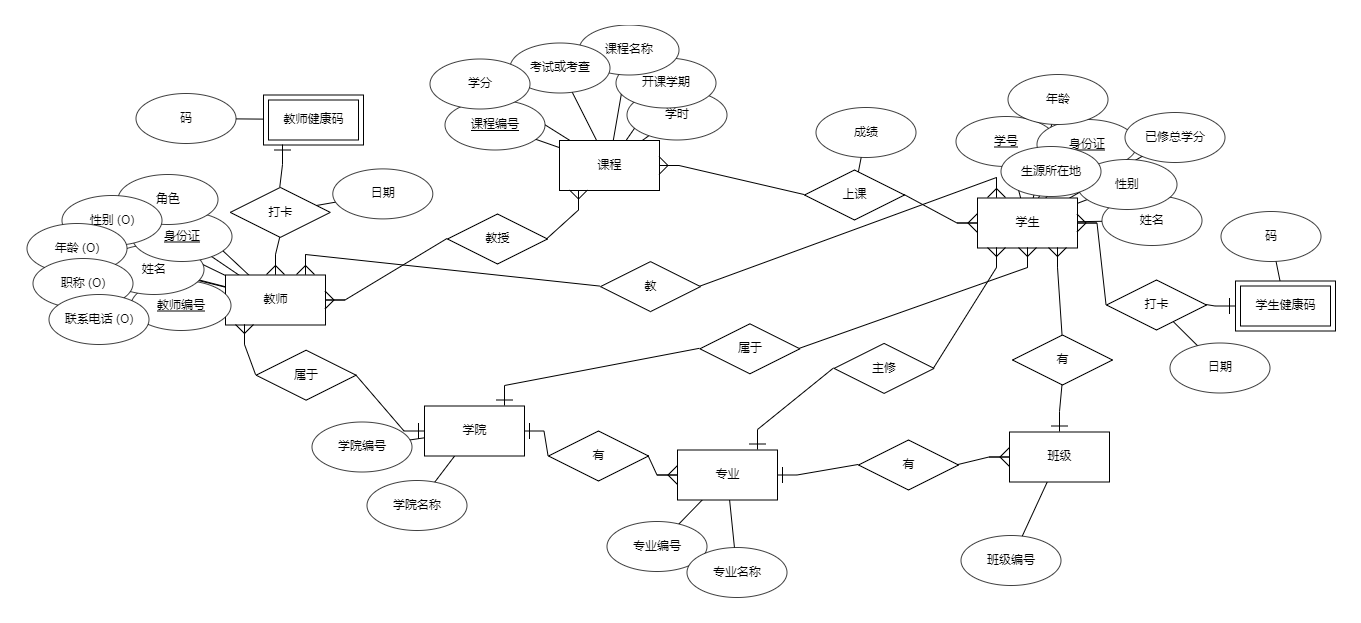 课程名称
考试或考查
学分
开课学期
学时
课程编号
课程
码
教师健康码
打卡
日期
角色
性别 (O)
身份证
年龄 (O)
姓名
职称 (O)
教师编号
联系电话 (O)
教师
教授
成绩
上课
年龄
学号
身份证
已修总学分
生源所在地
性别
姓名
学生
码
打卡
学生健康码
日期
教
属于
属于
主修
有
学院
学院编号
学院名称
有
专业
专业编号
专业名称
有
班级
班级编号